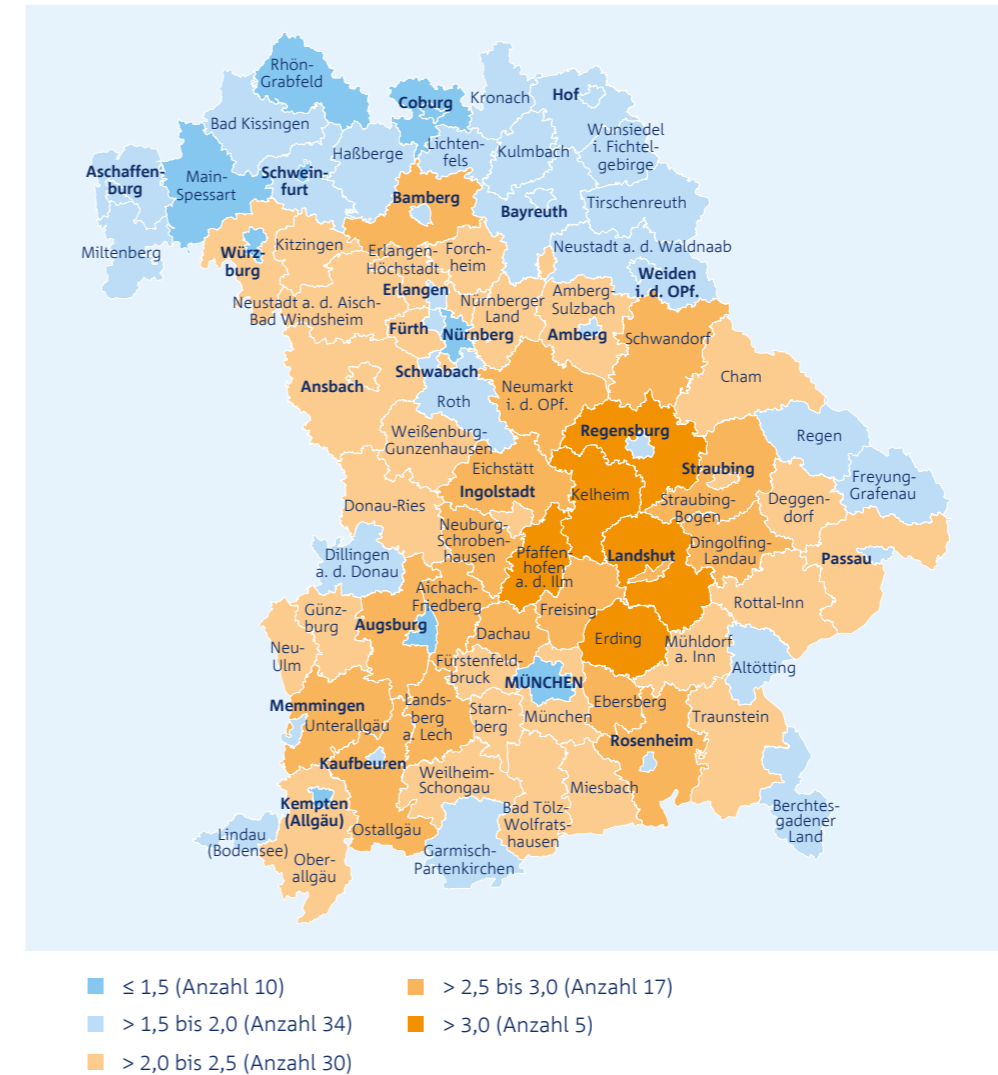 Rhön-
Grabfeld
Coburg
Kronach
Hof
Bad Kissingen
Wunsiedel
i. Fichtel-
gebirge
Haßberge
Lichten-
fels
Kulmbach
Aschaffen-
burg
Main-
Spessart
Schwein-
furt
Bamberg
Bayreuth
Tirschenreuth
Miltenberg
Würz-
burg
Kitzingen
Erlangen-
Höchstadt
Forch-
heim
Neustadt a. d. Waldnaab
Weiden
i. d. OPf.
Erlangen
Neustadt a. d. Aisch-
Bad Windsheim
Nürnberger
Land
Amberg-
Sulzbach
Fürth
Nürnberg
Amberg
Schwandorf
Ansbach
Schwabach
Roth
Neumarkt
i. d. OPf.
Cham
Weißenburg-
Gunzenhausen
Regensburg
Regen
Eichstätt
Ingolstadt
Straubing
Kelheim
Freyung-
Grafenau
Donau-Ries
Straubing-
Bogen
Deggen-
dorf
Neuburg-
Schroben-
hausen
Dillingen
a. d. Donau
Pfaffen-
hofen
a. d. Ilm
Landshut
Dingolfing-
Landau
Passau
Aichach-
Friedberg
Günz-
burg
Augsburg
Freising
Rottal-Inn
Dachau
Erding
Mühldorf
a. Inn
Altötting
Neu-
Ulm
Fürstenfeld-
bruck
MÜNCHEN
Memmingen
Unterallgäu
Lands-
berg
a. Lech
Starn-
berg
München
Ebersberg
Traunstein
Rosenheim
Kaufbeuren
Weilheim-
Schongau
Miesbach
Kempten
(Allgäu)
Bad Tölz-
Wolfrats-
hausen
Berchtes-
gadener
Land
Lindau
(Bodensee)
Ostallgäu
Ober-
allgäu
Garmisch-
Partenkirchen
≤ 1,5 (Anzahl 10)
> 1,5 bis 2,0 (Anzahl 34)
> 2,0 bis 2,5 (Anzahl 30)
> 2,5 bis 3,0 (Anzahl 17)
> 3,0 (Anzahl 5)